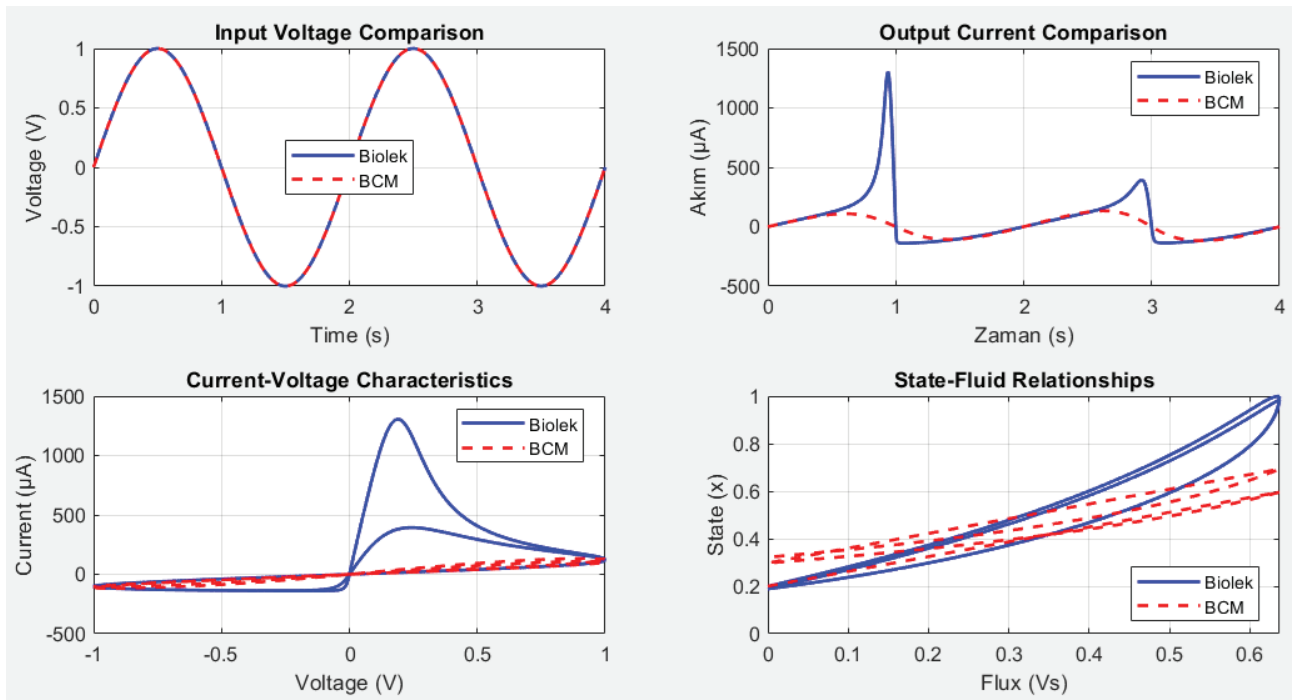 Input Voltage Comparison
1
0.5
0
-0.5
-1
Voltage (V)
Biolek
BCM
0
1
2
3
4
Time (s)
Output Current Comparison
1500
1000
500
0
-500
Akım (µA)
Biolek
BCM
0
1
2
3
4
Zaman (s)
Current-Voltage Characteristics
1500
1000
500
0
-500
Current (µA)
Biolek
BCM
-1
-0.5
0
0.5
1
Voltage (V)
State-Fluid Relationships
1
0.8
0.6
0.4
0.2
0
State (x)
Biolek
BCM
0
0.1
0.2
0.3
0.4
0.5
0.6
Flux (Vs)